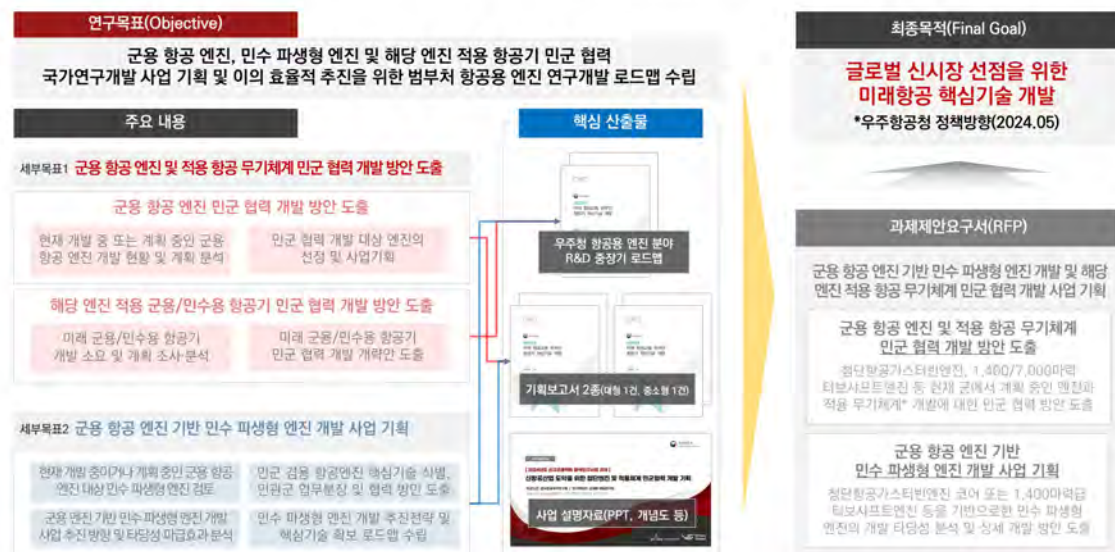 연구목표(Objective)
군용 항공 엔진, 민수 파생형 엔진 및 해당 엔진 적용 항공기 민군 협력
국가연구개발 사업 기획 및 이의 효율적 추진을 위한 범부처 항공용 엔진 연구개발 로드맵 수립
주요 내용
세부목표1 군용 항공 엔진 및 적용 항공 무기체계 민군 협력 개발 방안 도출
군용 항공 엔진 민군 협력 개발 방안 도출
현재 개발 중 또는 계획 중인 군용
항공 엔진 개발 현황 및 계획 분석
민군 협력 개발 대상 엔진의
선정 및 사업기획
해당 엔진 적용 군용/민수용 항공기 민군 협력 개발 방안 도출
미래 군용/민수용 항공기
개발 소요 및 계획 조사·분석
미래 군용/민수용 항공기
민군 협력 개발 개략안 도출
세부목표2 군용 항공 엔진 기반 민수 파생형 엔진 개발 사업 기획
현재 개발 중이거나 계획 중인 군용 항공
엔진 대상 민수 파생형 엔진 검토
민군 겸용 항공엔진 핵심기술 식별,
민관군 업무분장 및 협력 방안 도출
군용 엔진 기반 민수 파생형 엔진 개발
사업 추진 방향 및 타당성 파급효과 분석
민수 파생형 엔진 개발 추진전략 및
핵심기술 확보 로드맵 수립
핵심 산출물
우주청 항공용 엔진 분야
R&D 중장기 로드맵
기획보고서 2종(대형 1건, 중소형 1건)
신항공산업 도약을 위한 첨단엔진 및 적용체계 민군협력 개발 기획
사업 설명자료(PPT, 개념도 등)
최종목적(Final Goal)
글로벌 신시장 선점을 위한
미래항공 핵심기술 개발
*우주항공청 정책방향(2024.05)
과제제안요구서(RFP)
군용 항공 엔진 기반 민수 파생형 엔진 개발 및 해당
엔진 적용 항공 무기체계 민군 협력 개발 사업 기획
군용 항공 엔진 및 적용 항공 무기체계
민군 협력 개발 방안 도출
첨단항공가스터빈엔진, 1,400/7,000마력
터보샤프트엔진 등 현재 군에서 계획 중인 엔진과
적용 무기체계* 개발에 대한 민군 협력 방안 도출
군용 항공 엔진 기반
민수 파생형 엔진 개발 사업 기획
첨단항공가스터빈엔진 코어 또는 1,400마력급
터보샤프트엔진 등을 기반으로한 민수 파생형
엔진의 개발 타당성 분석 및 상세 개발 방안 도출